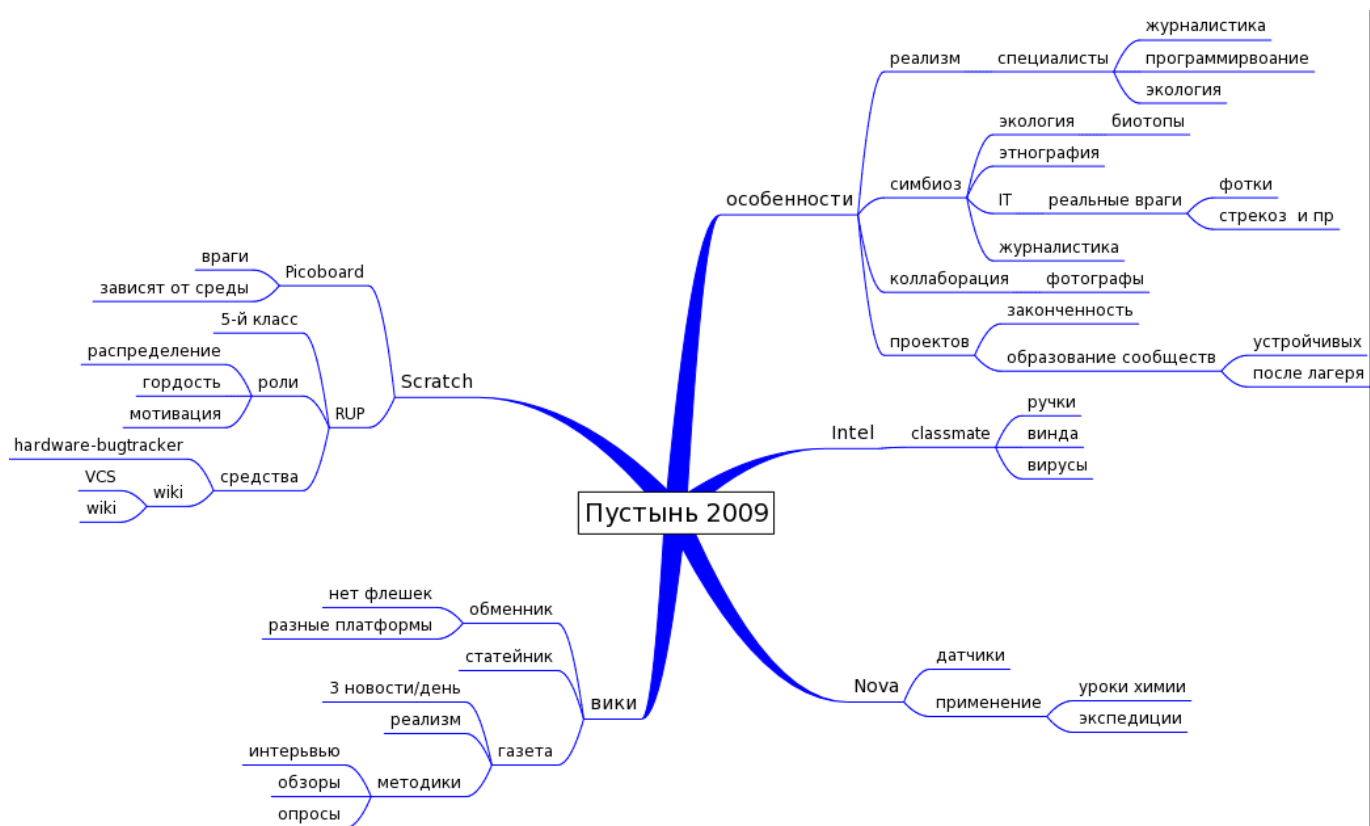 Пустынь 2009
особенности
реализм
специалисты
журналистика
программирвоание
экология
симбиоз
экология
биотопы
этнография
IT
реальные враги
фотки
стрекоз и пр
журналистика
коллаборация
фотографы
проектов
законченность
образование сообществ
устройчивых
после лагеря
Intel
classmate
ручки
винда
вирусы
Nova
датчики
применение
уроки химии
экспедиции
Scratch
Picoboard
враги
зависят от среды
RUP
5-й класс
роли
распределение
гордость
мотивация
средства
hardware-bugtracker
wiki
VCS
wiki
вики
обменник
нет флешек
разные платформы
статейник
газета
3 новости/день
реализм
методики
интерьвью
обзоры
опросы